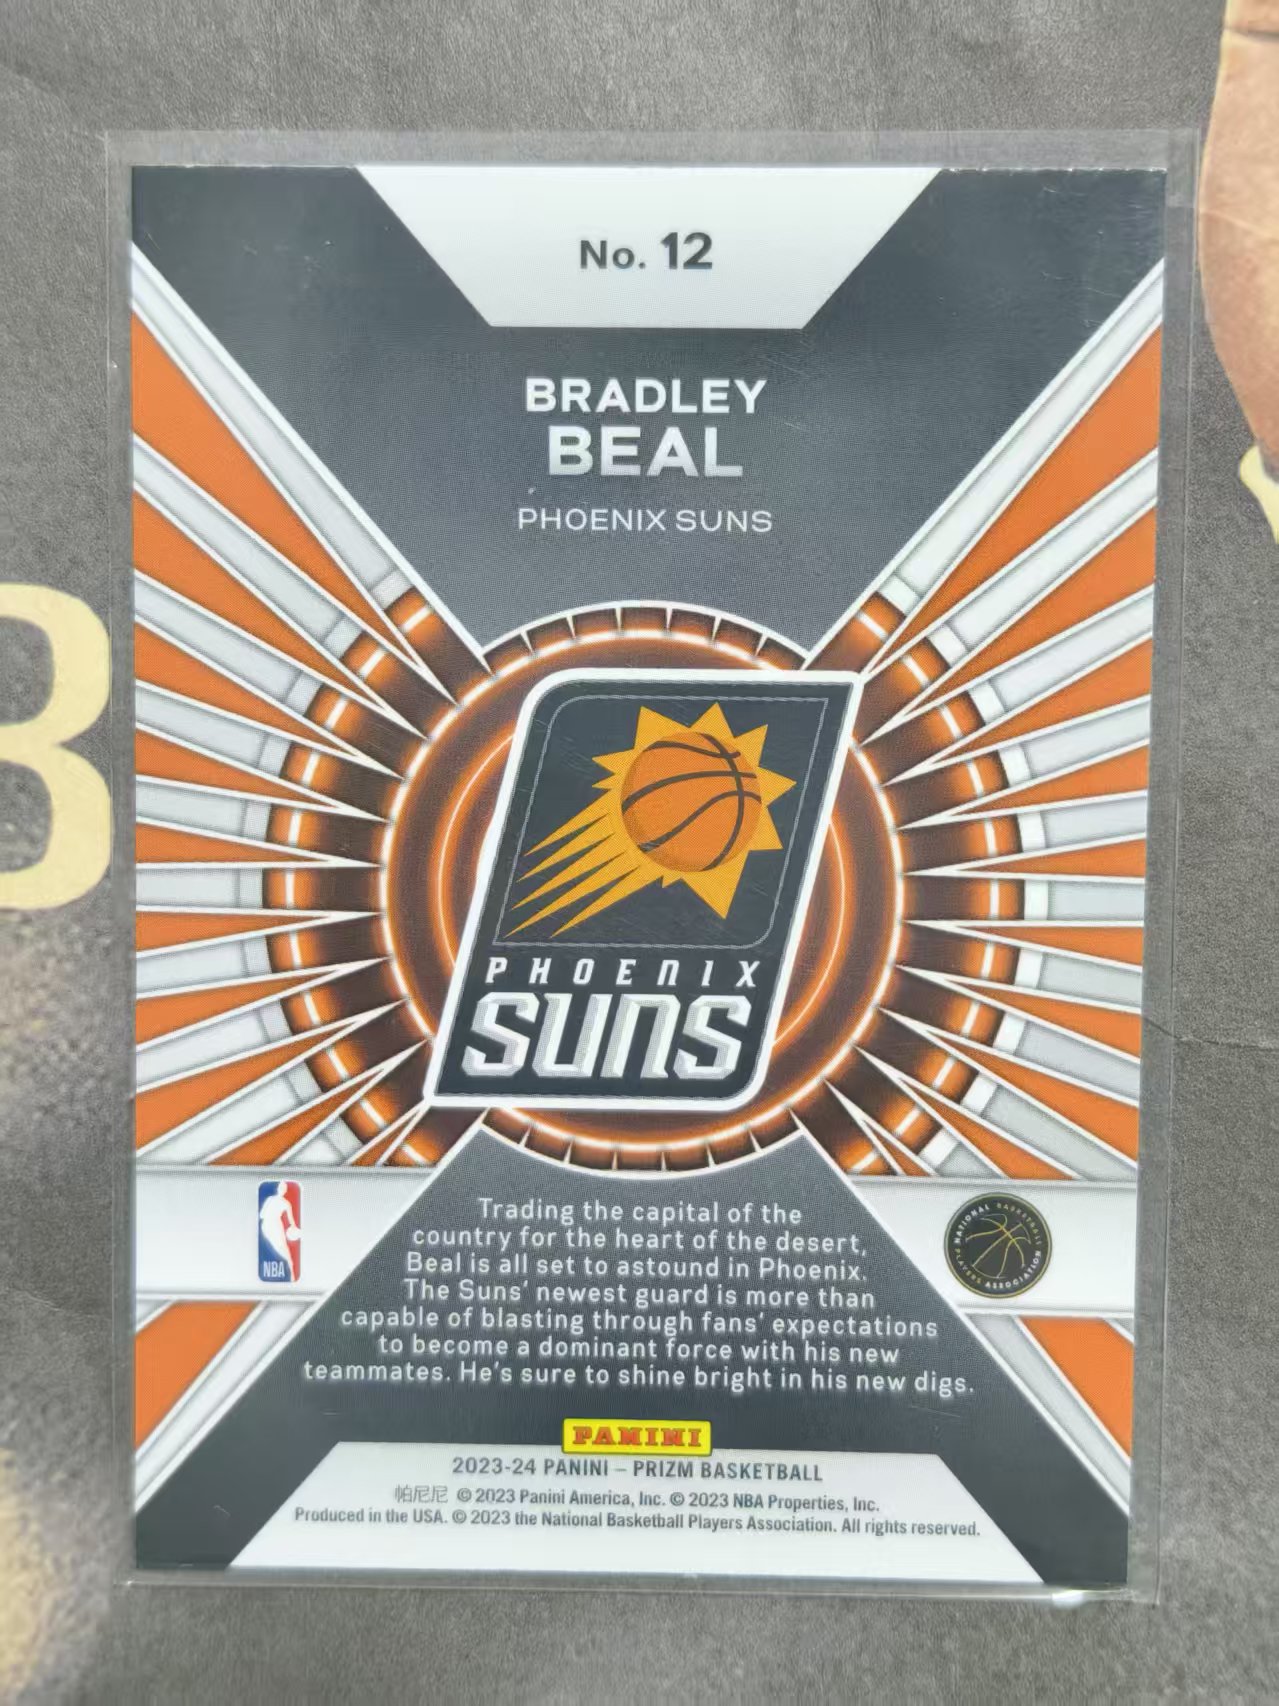 No. 12
BRADLEY
BEAL
PHOENIX SUNS
PHOENIX
SUNS
NBA
NATIONAL BASKETBALL
PLAYERS ASSOCIATION
Trading the capital of the
country for the heart of the desert,
Beal is all set to astound in Phoenix.
The Suns' newest guard is more than
capable of blasting through fans' expectations
to become a dominant force with his new
teammates. He's sure to shine bright in his new digs.
PANINI
2023-24 PANINI – PRIZM BASKETBALL
帕尼尼 © 2023 Panini America, Inc. © 2023 NBA Properties, Inc.
Produced in the USA. © 2023 the National Basketball Players Association. All rights reserved.